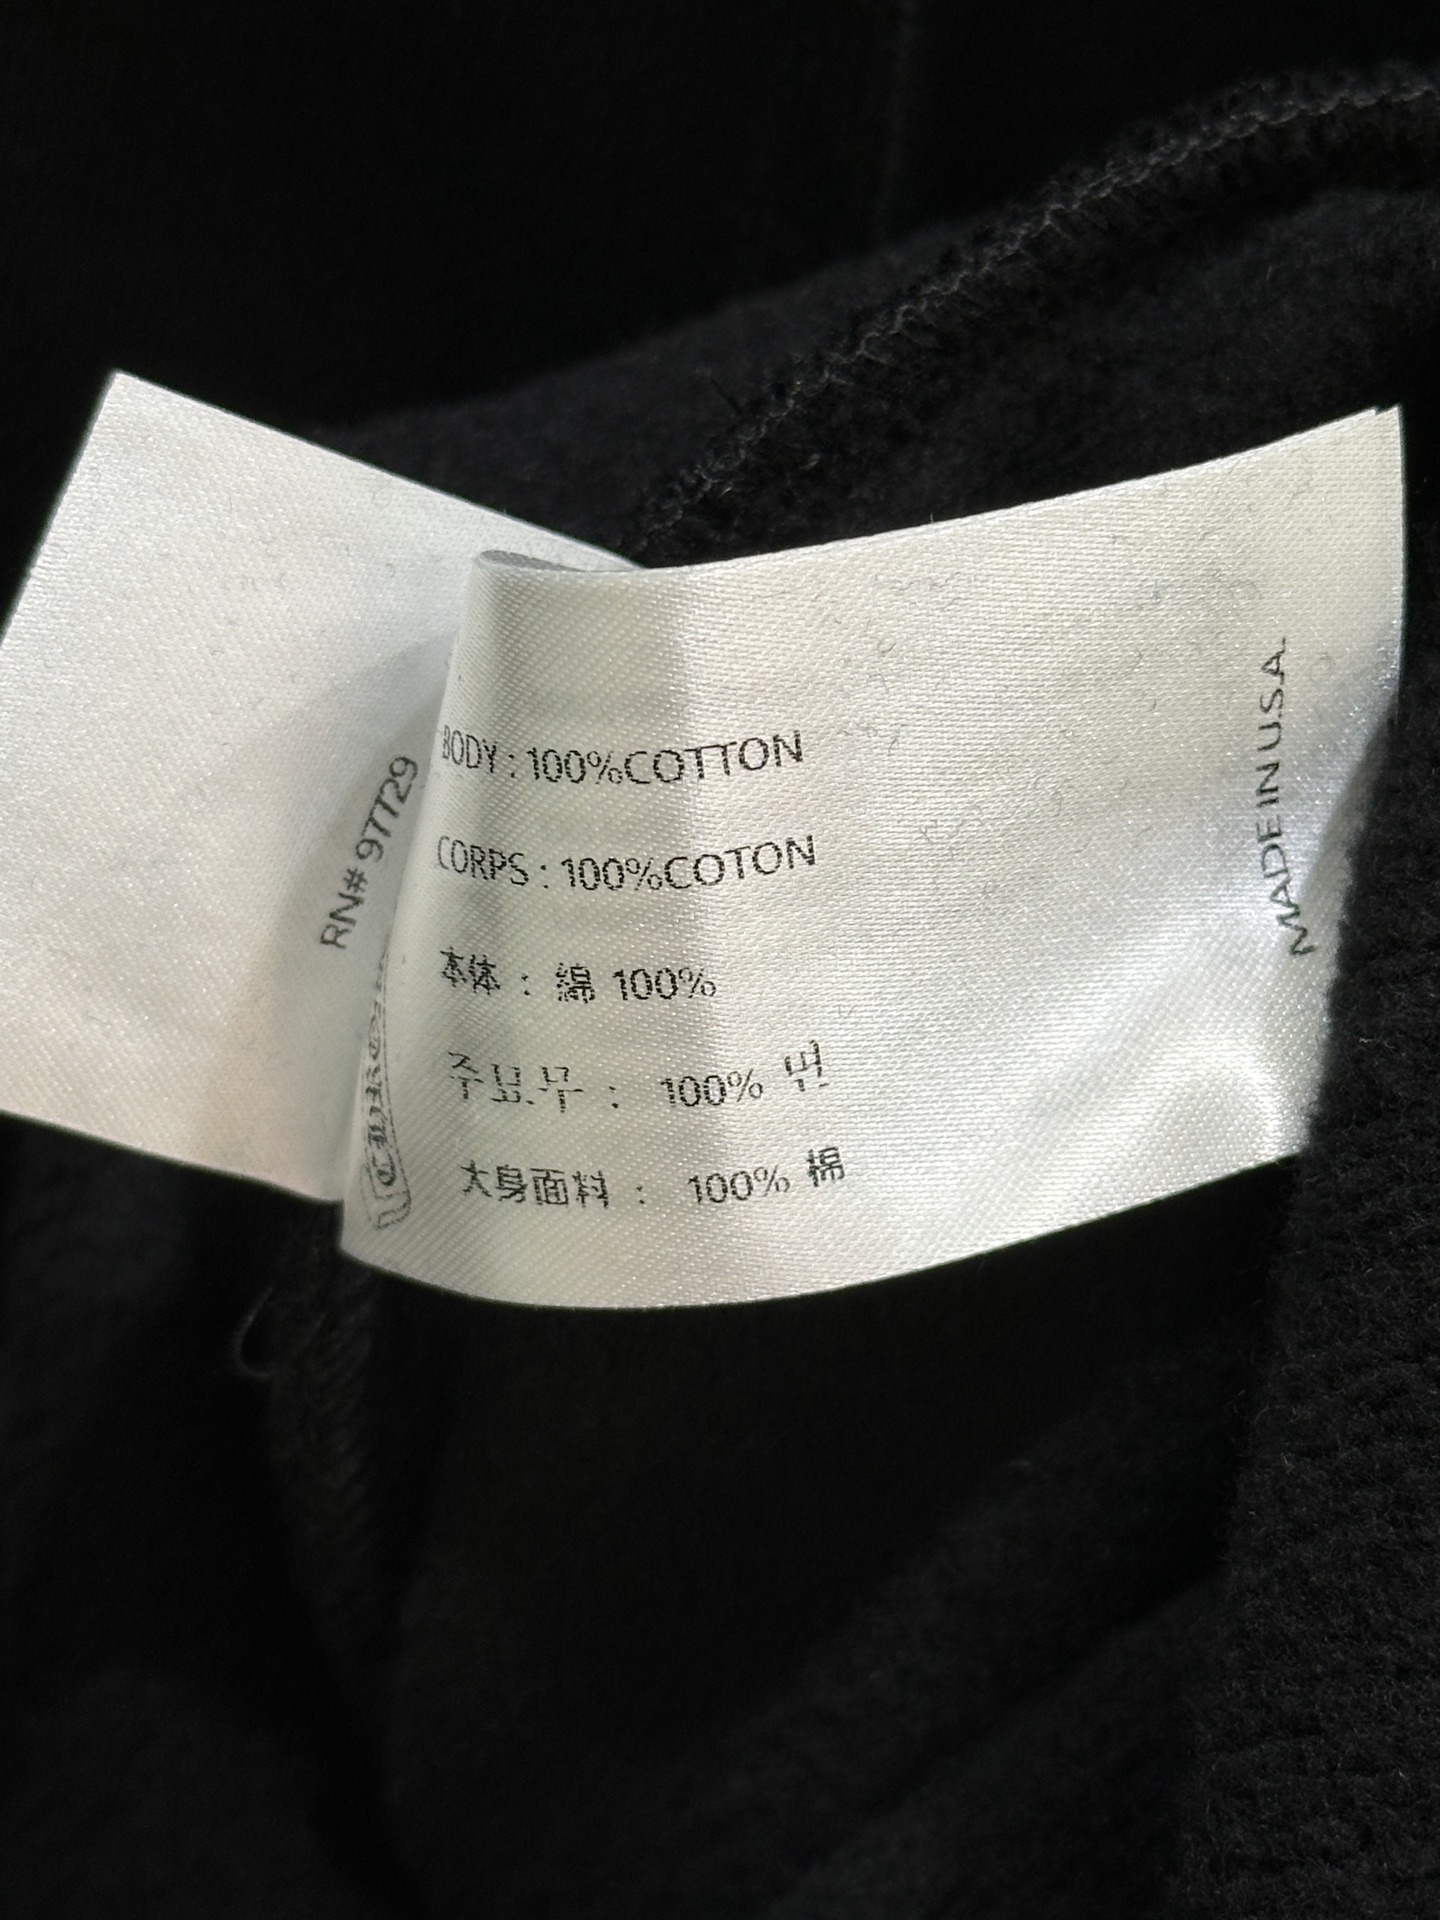 BODY : 100%COTTON
CORPS : 100%COTON
本体 : 綿 100%
주요부 : 100% 면
大身面料 : 100% 棉
MADE IN U.S.A.
RN# 97729
CHROME